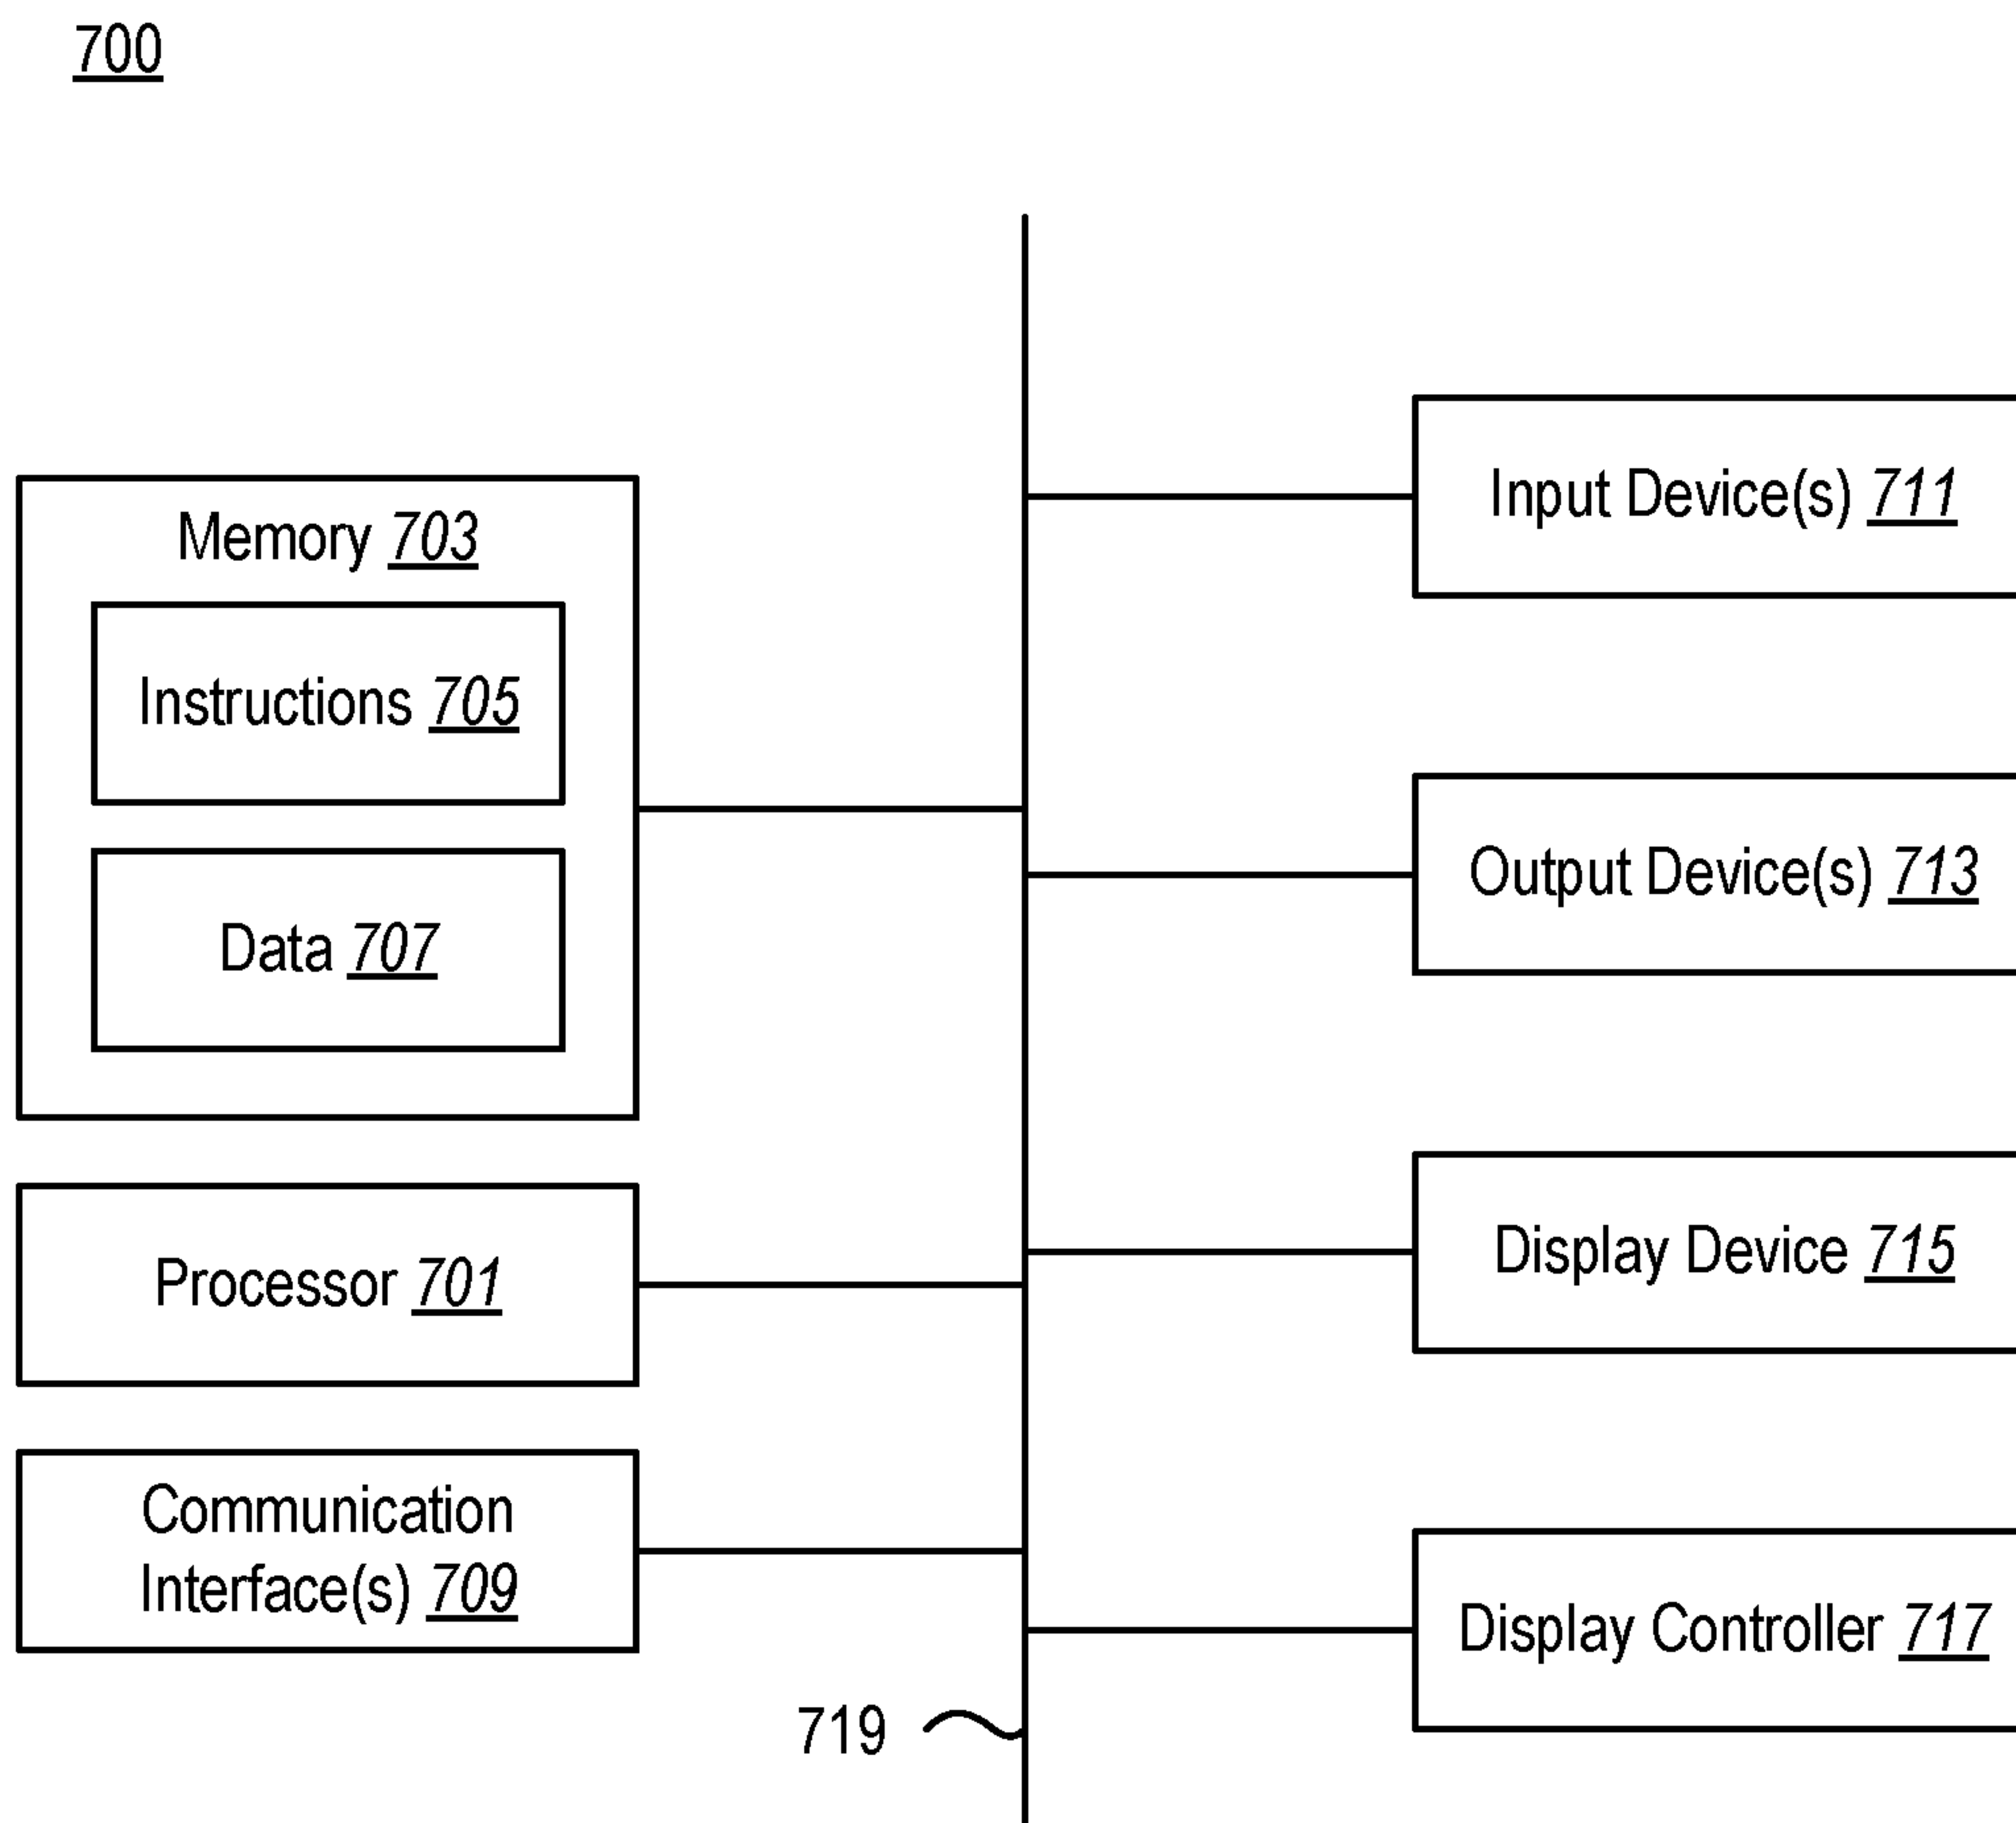 700
Memory 703
Instructions 705
Data 707
Processor 701
Communication
Interface(s) 709
Input Device(s) 711
Output Device(s) 713
Display Device 715
Display Controller 717
719